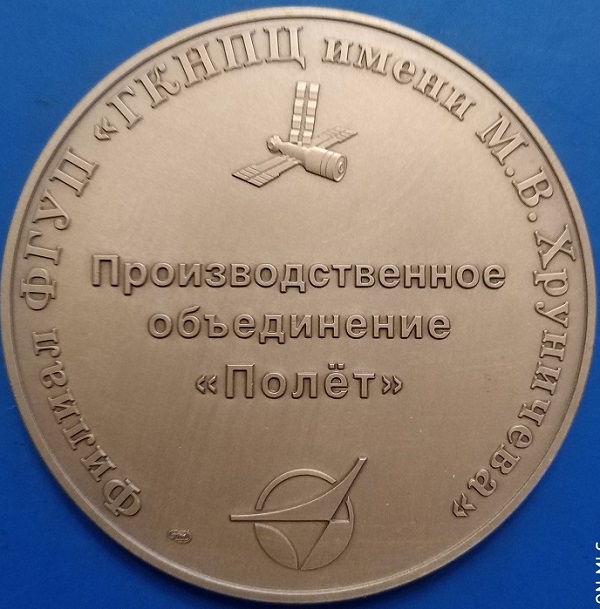 Филиал ФГУП «ГКНПЦ имени М.В.Хруничева»
Производственное
объединение
«Полёт»